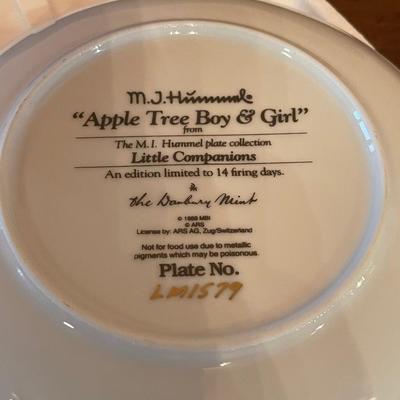 M.J.Hummel
“Apple Tree Boy & Girl”
from
The M. I. Hummel plate collection
Little Companions
An edition limited to 14 firing days.
the Danbury Mint
© 1989 MBI
© ARS
License by: ARS AG, Zug/Switzerland
Not for food use due to metallic
pigments which may be poisonous.
Plate No.
LM1579